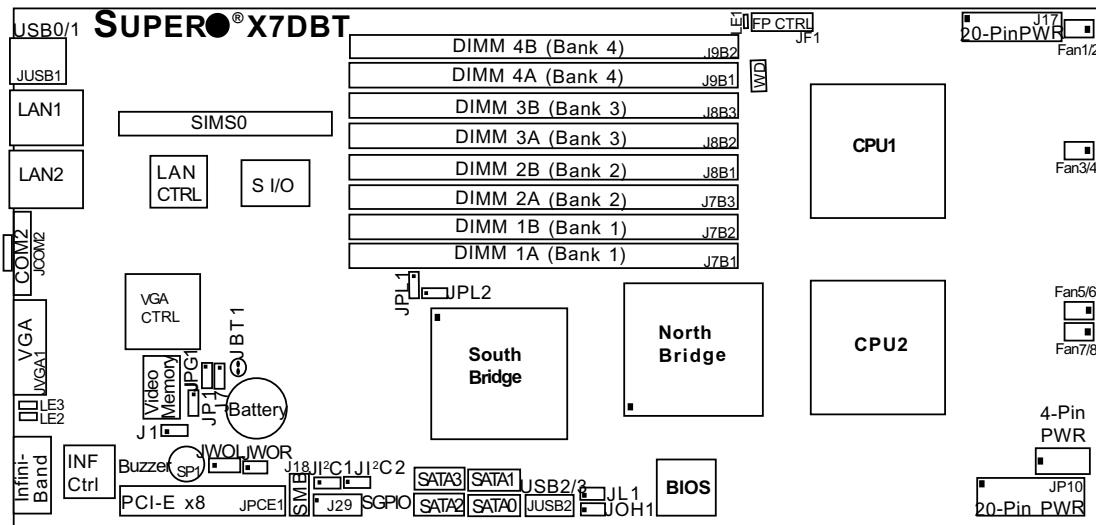 USB0/1
SUPER●® X7DBT
JUSB1
LAN1
LAN2
SIMS0
LAN
CTRL
S I/O
DIMM 4B (Bank 4) J9B2
DIMM 4A (Bank 4) J9B1
DIMM 3B (Bank 3) J8B3
DIMM 3A (Bank 3) J8B2
DIMM 2B (Bank 2) J8B1
DIMM 2A (Bank 2) J7B3
DIMM 1B (Bank 1) J7B2
DIMM 1A (Bank 1) J7B1
LE1
FP CTRL
JF1
WD
J17
20-PinPWR
Fan1/2
CPU1
Fan3/4
COM2
JCOM2
VGA
JVGA1
VGA
CTRL
Video
Memory
JPG1
JP1
J7
JBT1
Battery
J1
LE3
LE2
JPL1
JPL2
South
Bridge
North
Bridge
CPU2
Fan5/6
Fan7/8
4-Pin
PWR
Infini-
Band
INF
Ctrl
Buzzer
SP1
JWOL
JWOR
PCI-E x8 JPCE1
J18
SMB
JI²C1
JI²C2
J29
SGPIO
SATA3
SATA1
SATA2
SATA0
USB2/3
JUSB2
JL1
JOH1
BIOS
JP10
20-Pin PWR